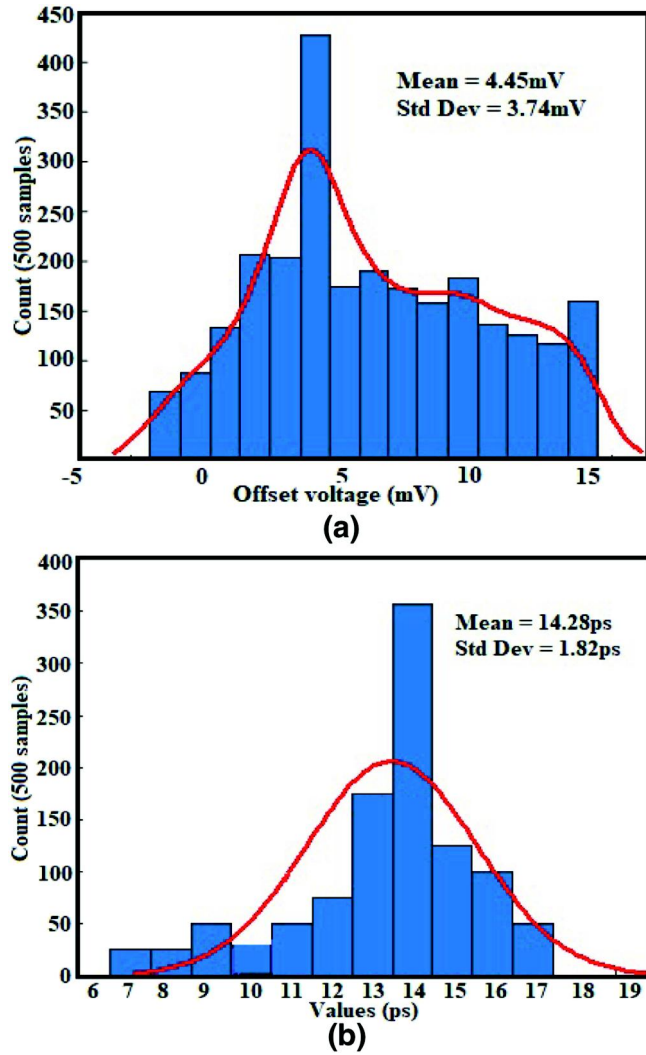 450
400
350
300
250
200
150
100
50
Count (500 samples)
Mean = 4.45mV
Std Dev = 3.74mV
-5 0 5 10 15
Offset voltage (mV)
(a)
400
350
300
250
200
150
100
50
0
Count (500 samples)
Mean = 14.28ps
Std Dev = 1.82ps
6 7 8 9 10 11 12 13 14 15 16 17 18 19
Values (ps)
(b)